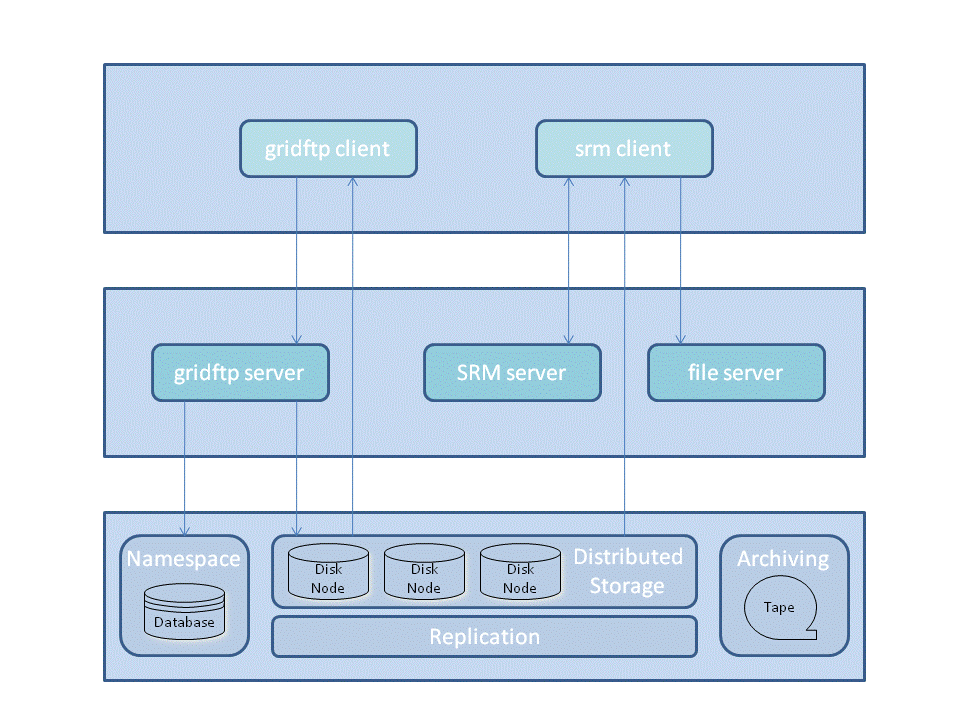 gridftp client
srm client
gridftp server
SRM server
file server
Namespace
Database
Disk
Node
Disk
Node
Disk
Node
Distributed
Storage
Replication
Archiving
Tape